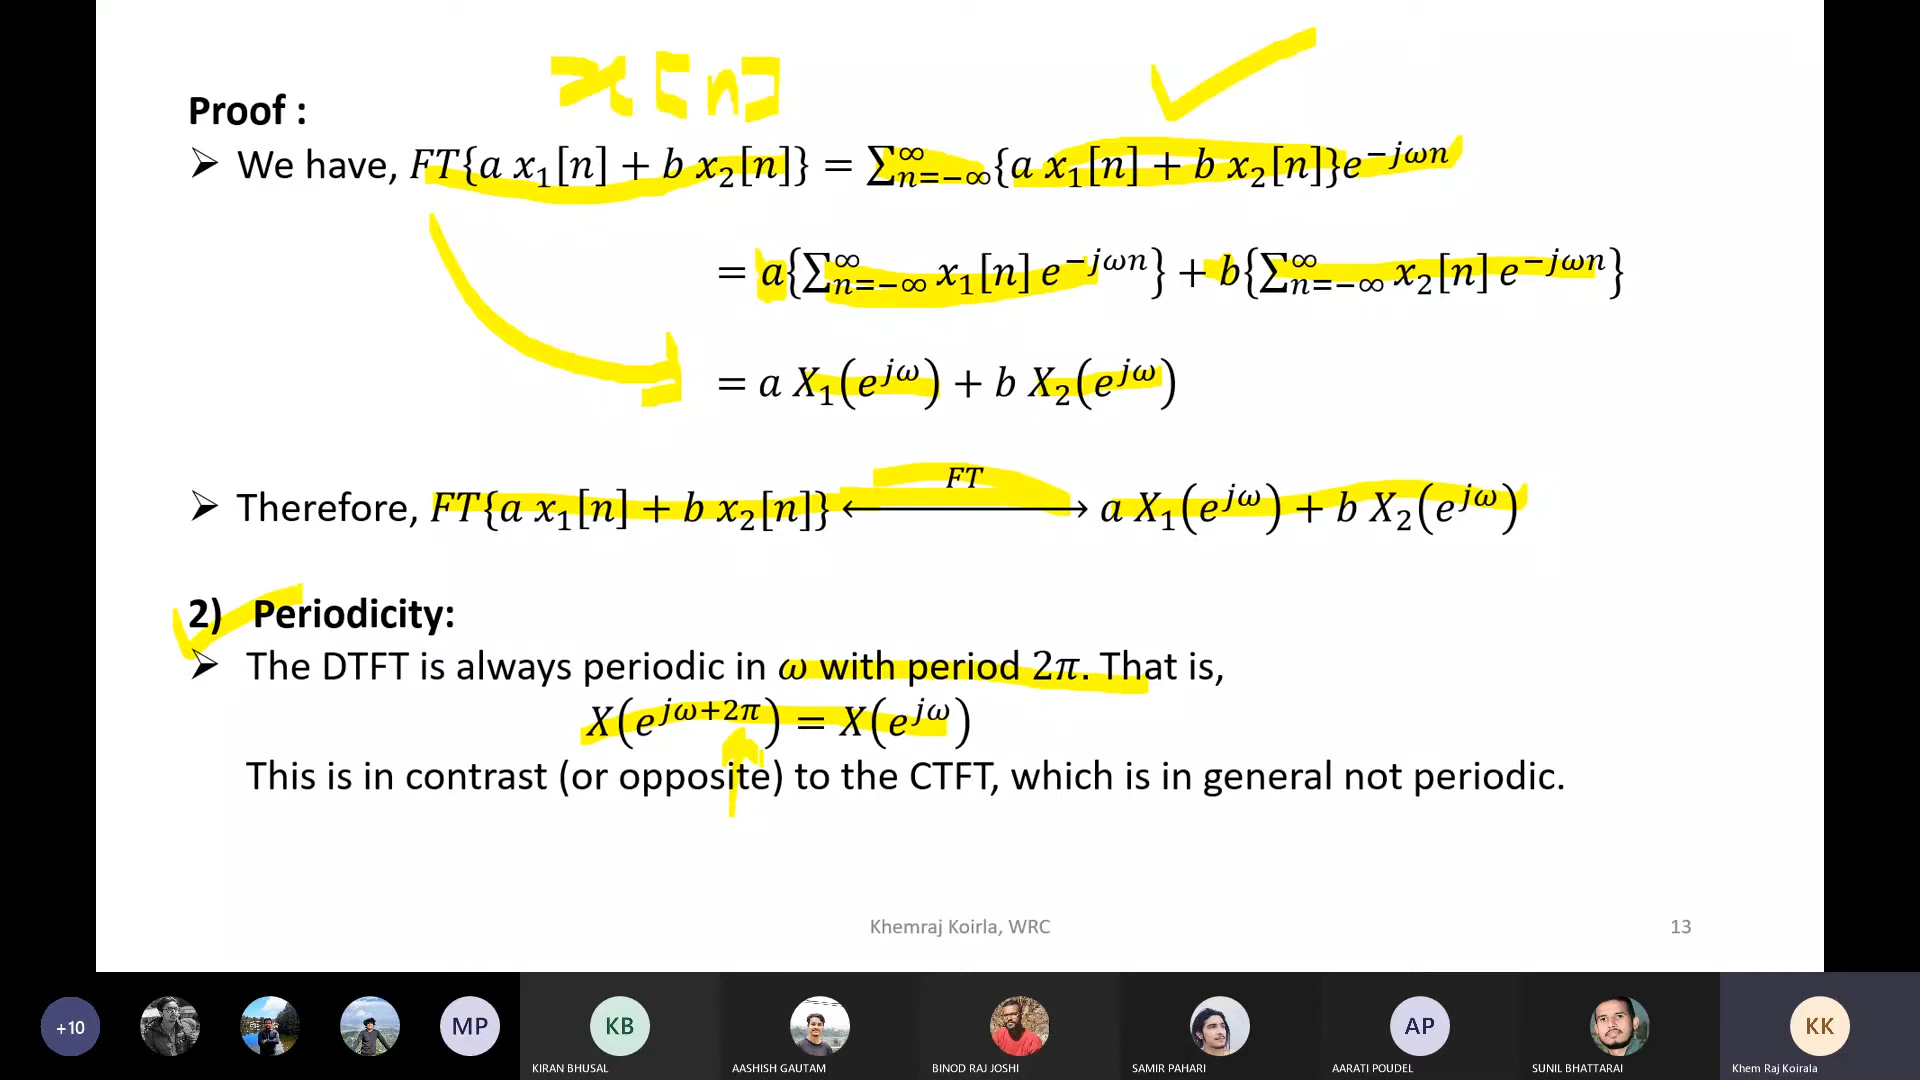 x[n]
Proof :
➢ We have, FT{a x₁[n] + b x₂[n]} = ∑ₙ₌₋∞^∞{a x₁[n] + b x₂[n]}e^−jωn
= a{∑ₙ₌₋∞^∞ x₁[n] e^−jωn} + b{∑ₙ₌₋∞^∞ x₂[n] e^−jωn}
= a X₁(e^jω) + b X₂(e^jω)
FT
➢ Therefore, FT{a x₁[n] + b x₂[n]} ⟷ a X₁(e^jω) + b X₂(e^jω)
2) Periodicity:
➢ The DTFT is always periodic in ω with period 2π. That is,
X(e^jω+2π) = X(e^jω)
This is in contrast (or opposite) to the CTFT, which is in general not periodic.
Khemraj Koirla, WRC 13
+10 MP KB AP KK
KIRAN BHUSAL AASHISH GAUTAM BINOD RAJ JOSHI SAMIR PAHARI AARATI POUDEL SUNIL BHATTARAI Khem Raj Koirala